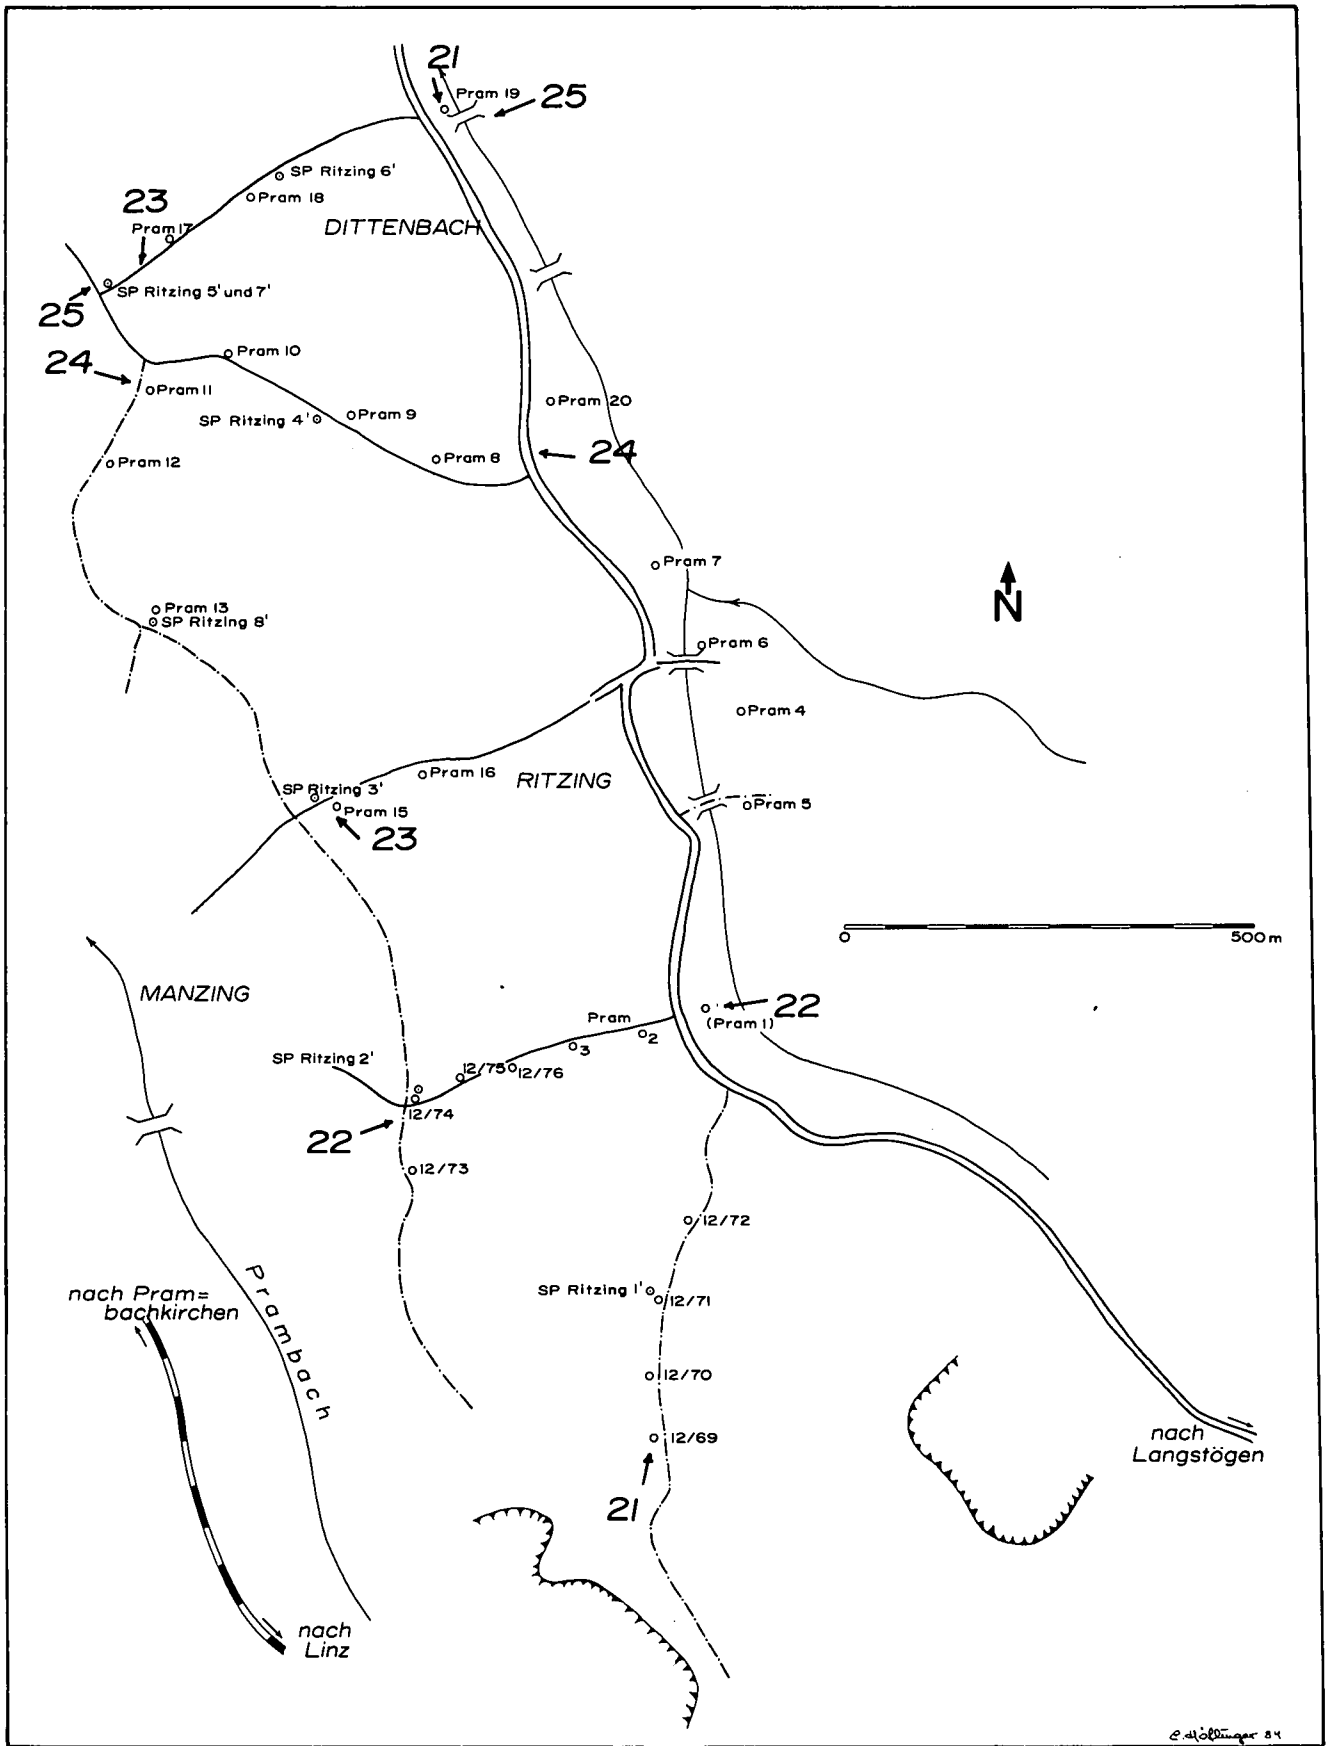 21
Pram 19
25
SP Ritzing 6'
Pram 18
23
Pram 17
DITTENBACH
SP Ritzing 5' und 7'
25
Pram 10
24
Pram 11
Pram 20
SP Ritzing 4'
Pram 9
24
Pram 8
Pram 12
Pram 7
N
Pram 13
SP Ritzing 8'
Pram 6
Pram 4
Pram 16
RITZING
SP Ritzing 3'
Pram 15
Pram 5
23
0
500 m
MANZING
22
Pram
(Pram 1)
2
3
SP Ritzing 2'
12/75
12/76
12/74
22
12/73
12/72
Prambach
nach Pram=
bachkirchen
SP Ritzing 1'
12/71
12/70
12/69
nach
Langstögen
21
nach
Linz